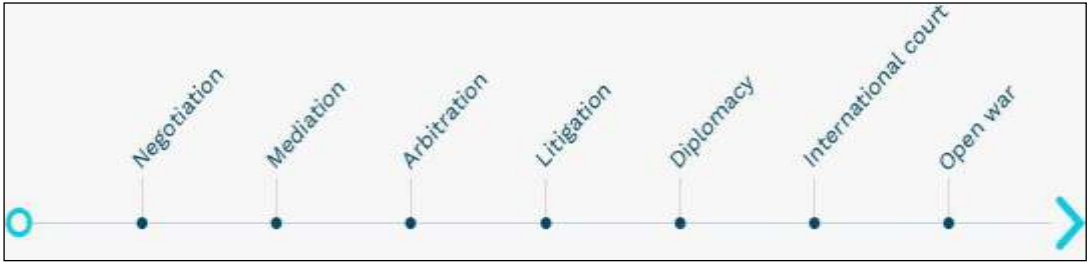 Negotiation
Mediation
Arbitration
Litigation
Diplomacy
International court
Open war